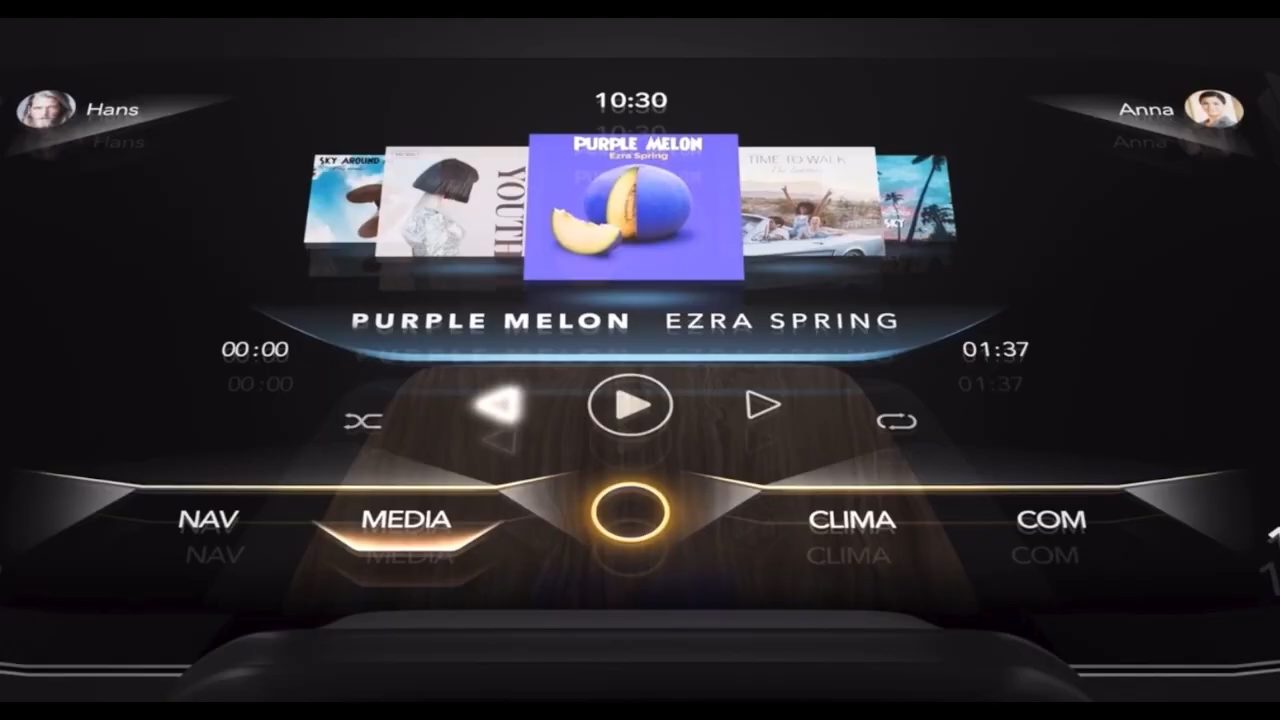 Hans
10:30
Anna
SKY AROUND
YOUTH
PURPLE MELON
Ezra Spring
TIME TO WALK
SKY
PURPLE MELON EZRA SPRING
00:00
01:37
NAV
MEDIA
CLIMA
COM